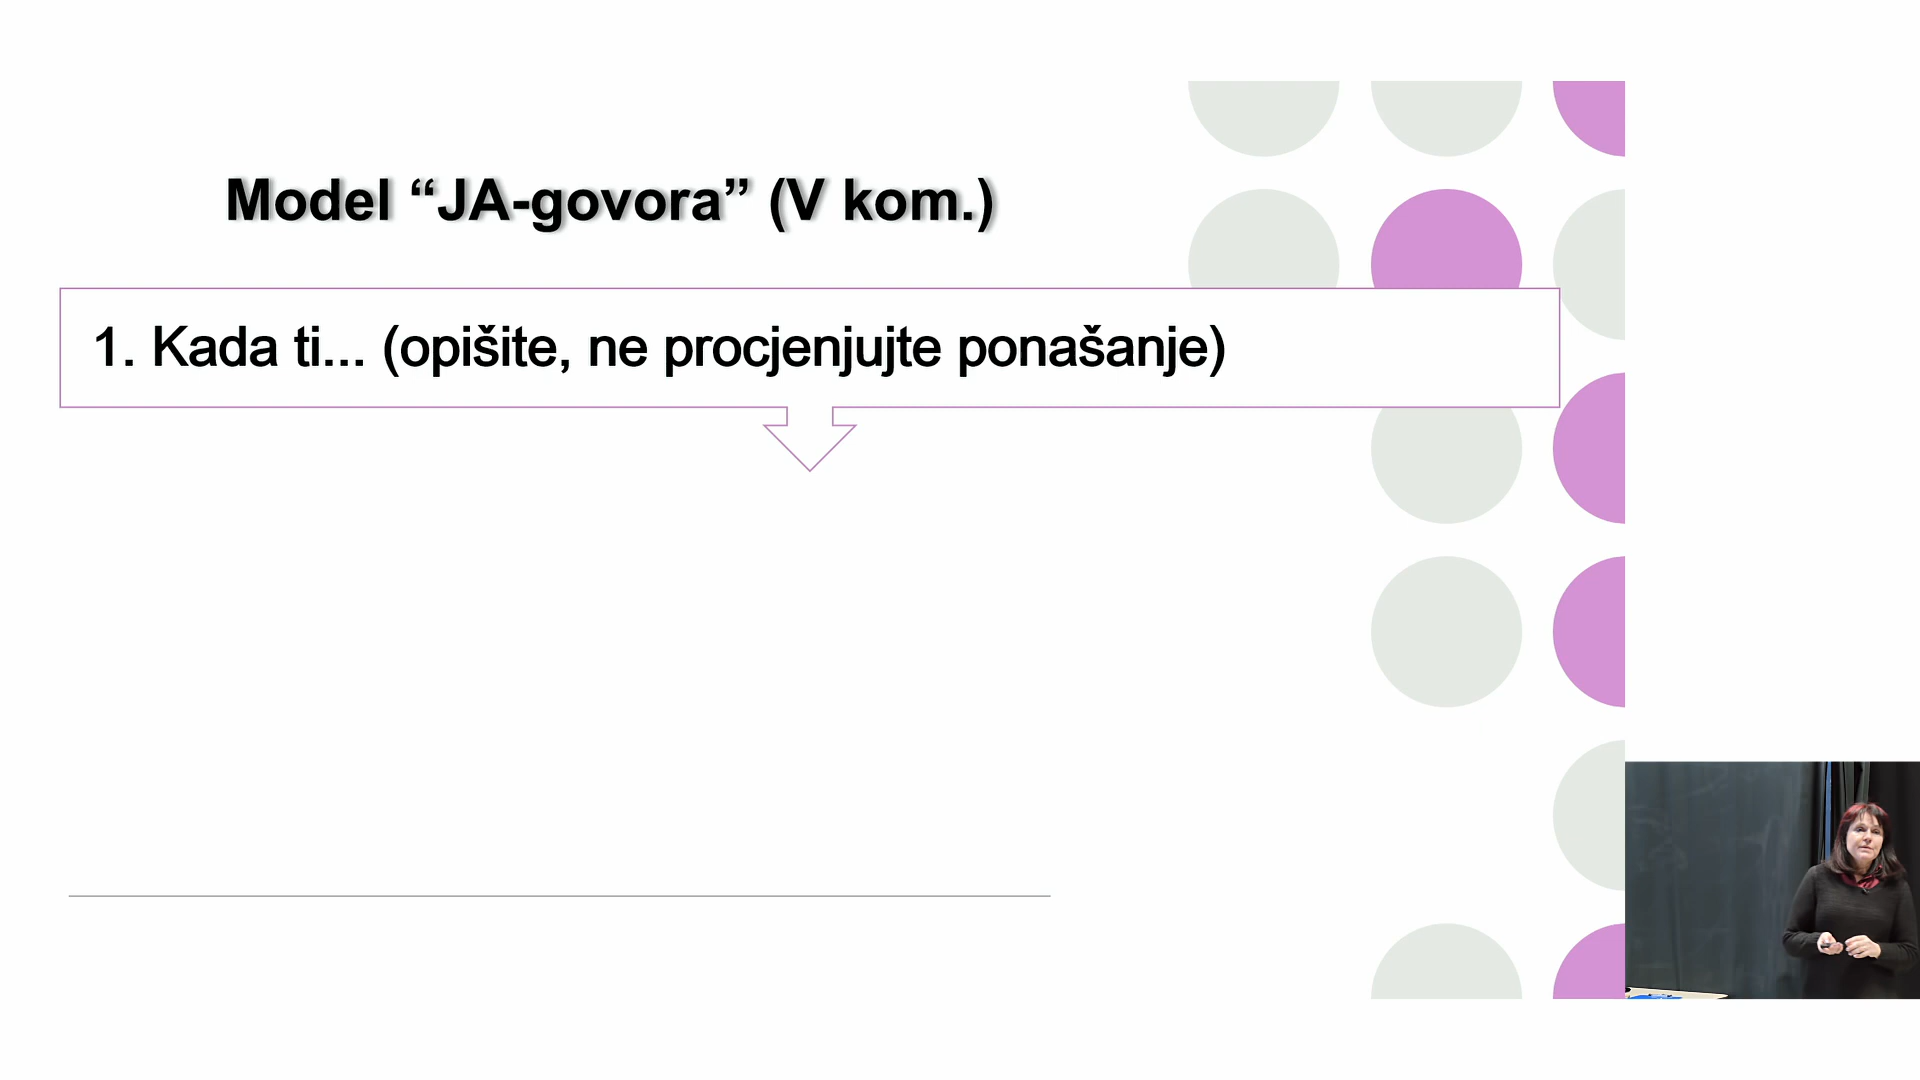 Model “JA-govora” (V kom.)
1. Kada ti... (opišite, ne procjenjujte ponašanje)